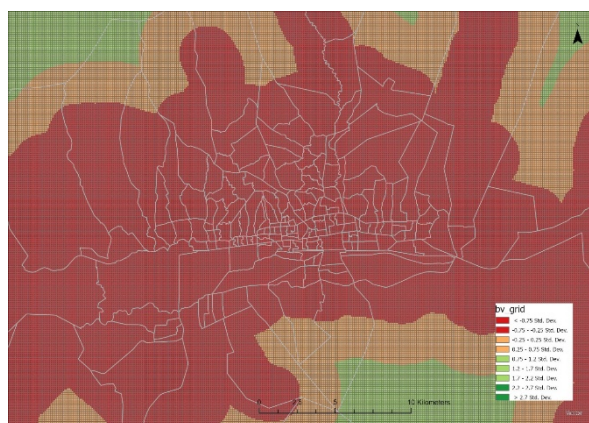 N
bv_grid
< -0.75 Std. Dev.
-0.75 - -0.25 Std. Dev.
-0.25 - 0.25 Std. Dev.
0.25 - 0.75 Std. Dev.
0.75 - 1.2 Std. Dev.
1.2 - 1.7 Std. Dev.
1.7 - 2.2 Std. Dev.
2.2 - 2.7 Std. Dev.
> 2.7 Std. Dev.
0 2.5 5 10 Kilometers